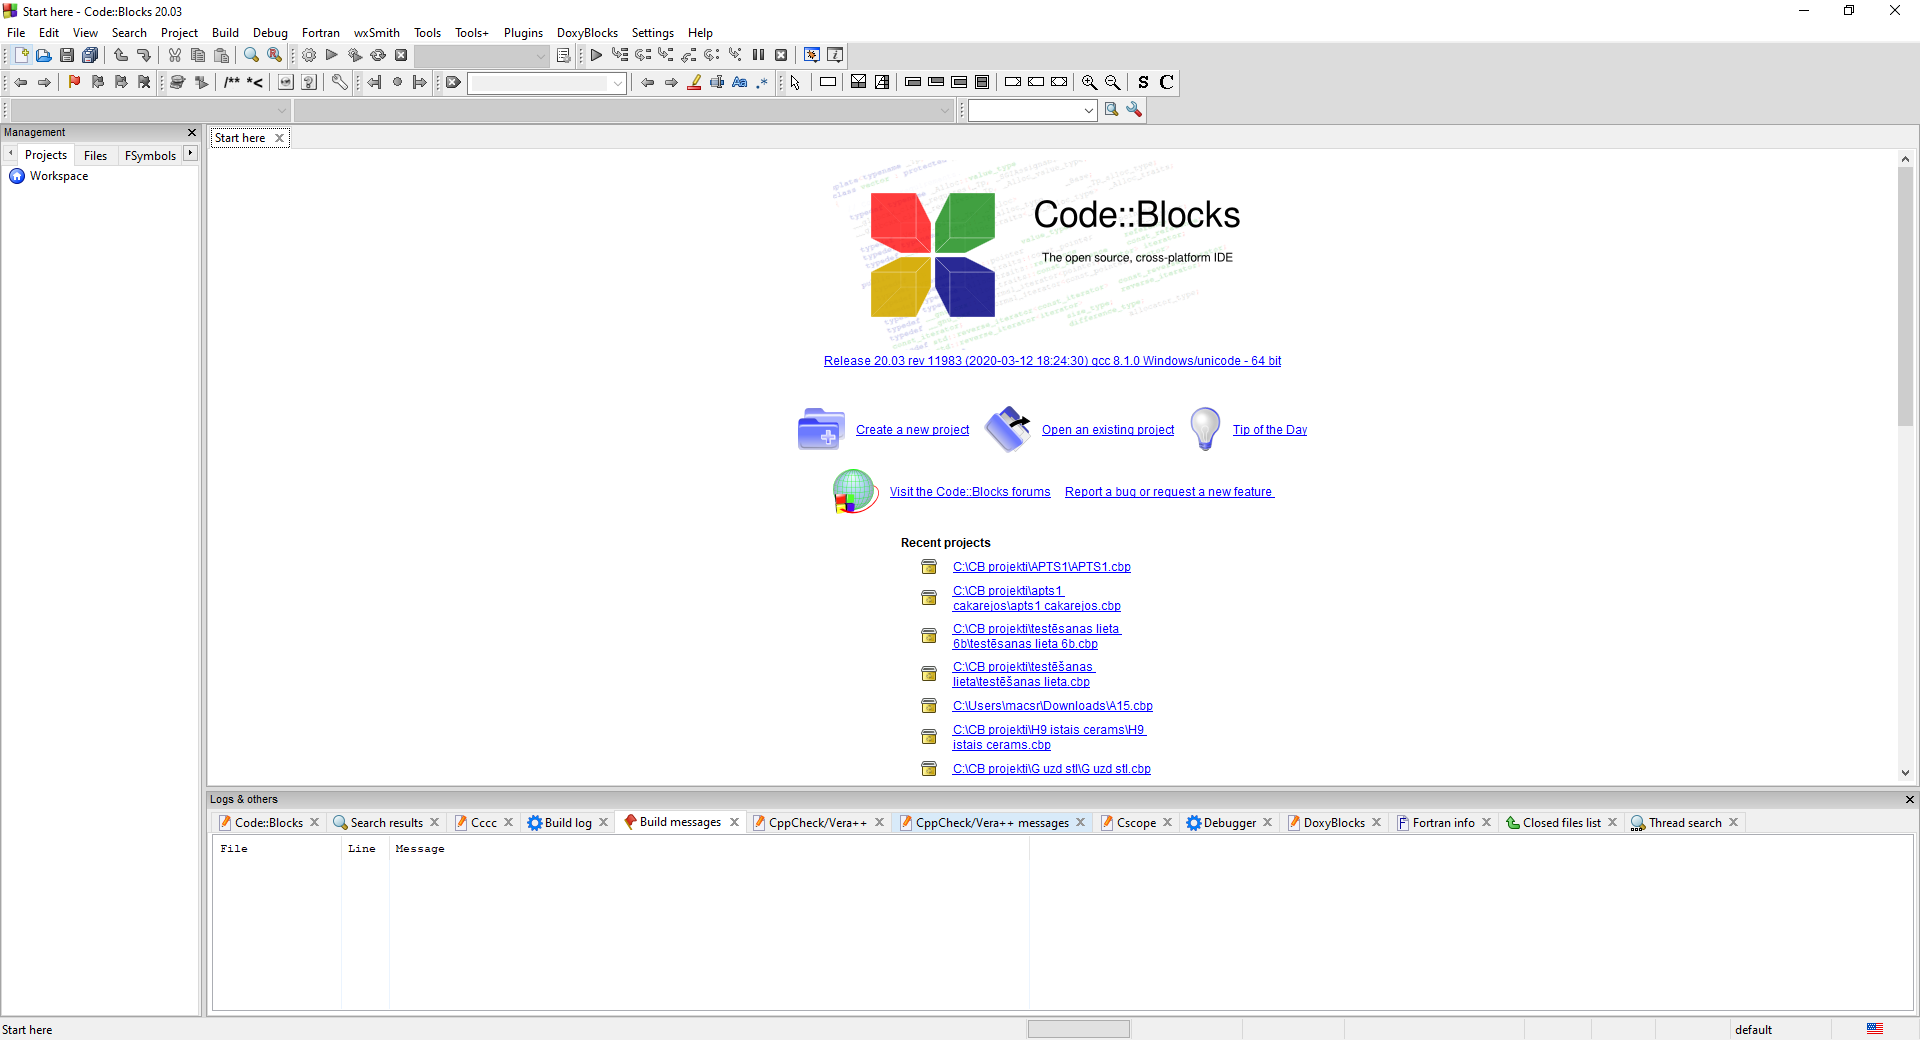 Start here - Code::Blocks 20.03
File Edit View Search Project Build Debug Fortran wxSmith Tools Tools+ Plugins DoxyBlocks Settings Help
/** *< Aa .* S C
Management
Projects Files FSymbols
Workspace
Start here
Code::Blocks
The open source, cross-platform IDE
Release 20.03 rev 11983 (2020-03-12 18:24:30) gcc 8.1.0 Windows/unicode - 64 bit
Create a new project Open an existing project Tip of the Day
Visit the Code::Blocks forums Report a bug or request a new feature
Recent projects
C:\CB projekti\APTS1\APTS1.cbp
C:\CB projekti\apts1
cakarejos\apts1 cakarejos.cbp
C:\CB projekti\testēsanas lieta
6b\testēsanas lieta 6b.cbp
C:\CB projekti\testēšanas
lieta\testēšanas lieta.cbp
C:\Users\macsr\Downloads\A15.cbp
C:\CB projekti\H9 istais cerams\H9
istais cerams.cbp
C:\CB projekti\G uzd stl\G uzd stl.cbp
Logs & others
Code::Blocks Search results Cccc Build log Build messages CppCheck/Vera++ CppCheck/Vera++ messages Cscope Debugger DoxyBlocks Fortran info Closed files list Thread search
File Line Message
Start here default